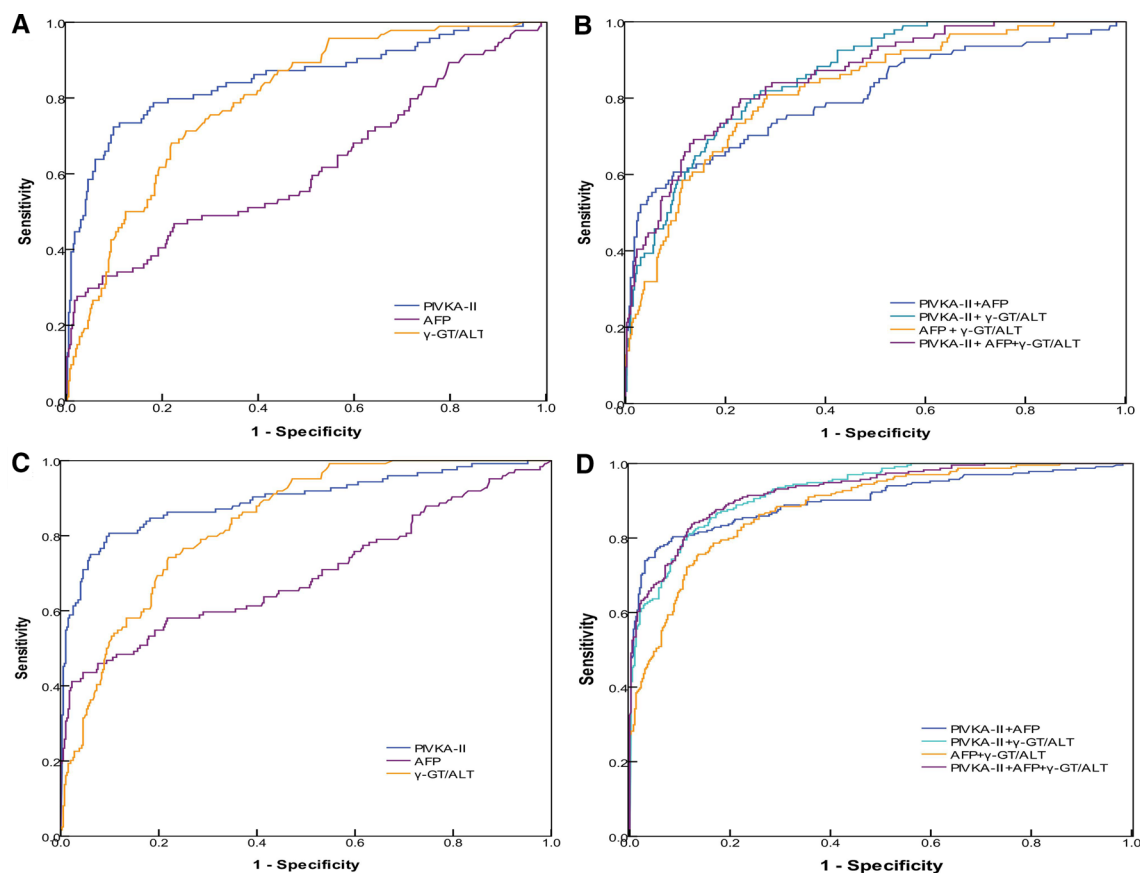 A
1.0
0.8
0.6
0.4
0.2
0.0
Sensitivity
0.0 0.2 0.4 0.6 0.8 1.0
1 - Specificity
PIVKA-II
AFP
γ-GT/ALT
B
1.0
0.8
0.6
0.4
0.2
0.0
Sensitivity
0.0 0.2 0.4 0.6 0.8 1.0
1 - Specificity
PIVKA-II+AFP
PIVKA-II+ γ-GT/ALT
AFP + γ-GT/ALT
PIVKA-II+ AFP+γ-GT/ALT
C
1.0
0.8
0.6
0.4
0.2
0.0
Sensitivity
0.0 0.2 0.4 0.6 0.8 1.0
1 - Specificity
PIVKA-II
AFP
γ-GT/ALT
D
1.0
0.8
0.6
0.4
0.2
0.0
Sensitivity
0.0 0.2 0.4 0.6 0.8 1.0
1 - Specificity
PIVKA-II+AFP
PIVKA-II+γ-GT/ALT
AFP+γ-GT/ALT
PIVKA-II+AFP+γ-GT/ALT